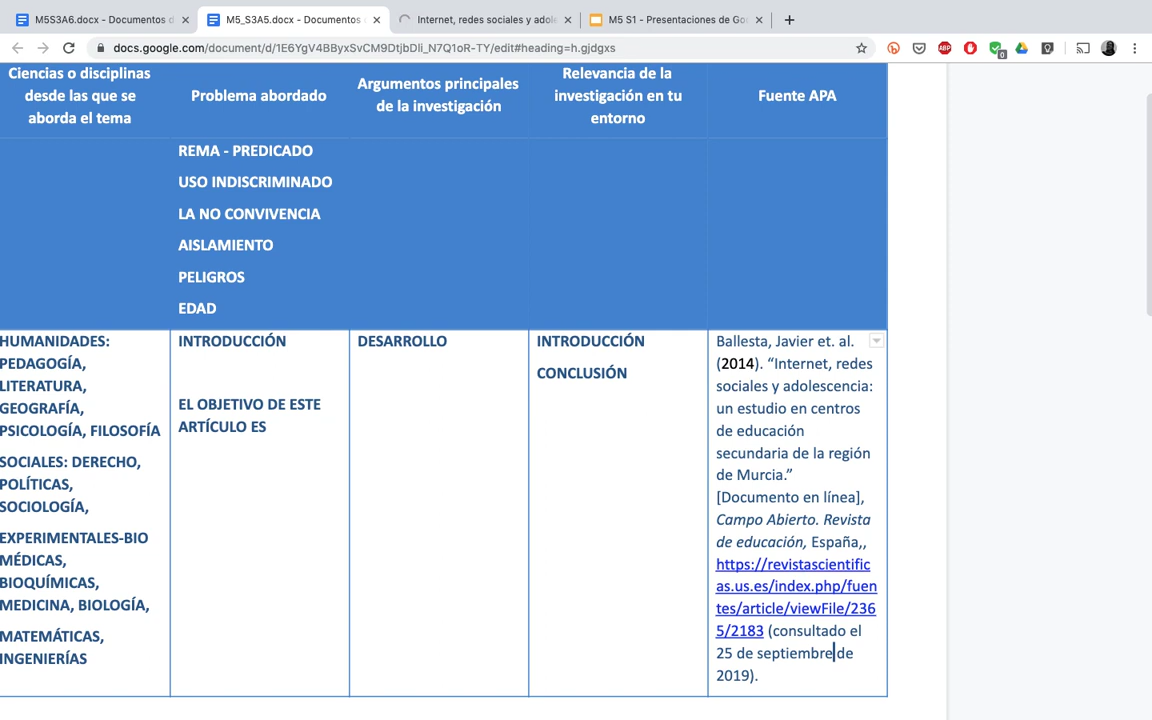 M5S3A6.docx - Documentos d
M5_S3A5.docx - Documentos
Internet, redes sociales y adole
M5 S1 - Presentaciones de Go
docs.google.com/document/d/1E6YgV4BByxSvCM9DtjbDli_N7Q1oR-TY/edit#heading=h.gjdgxs
Ciencias o disciplinas
desde las que se
aborda el tema
Problema abordado
Argumentos principales
de la investigación
Relevancia de la
investigación en tu
entorno
Fuente APA
REMA - PREDICADO
USO INDISCRIMINADO
LA NO CONVIVENCIA
AISLAMIENTO
PELIGROS
EDAD
HUMANIDADES:
PEDAGOGÍA,
LITERATURA,
GEOGRAFÍA,
PSICOLOGÍA, FILOSOFÍA
SOCIALES: DERECHO,
POLÍTICAS,
SOCIOLOGÍA,
EXPERIMENTALES-BIO
MÉDICAS,
BIOQUÍMICAS,
MEDICINA, BIOLOGÍA,
MATEMÁTICAS,
INGENIERÍAS
INTRODUCCIÓN
EL OBJETIVO DE ESTE
ARTÍCULO ES
DESARROLLO
INTRODUCCIÓN
CONCLUSIÓN
Ballesta, Javier et. al.
(2014). “Internet, redes
sociales y adolescencia:
un estudio en centros
de educación
secundaria de la región
de Murcia.”
[Documento en línea],
Campo Abierto. Revista
de educación, España,,
https://revistascientific
as.us.es/index.php/fuen
tes/article/viewFile/236
5/2183 (consultado el
25 de septiembre de
2019).